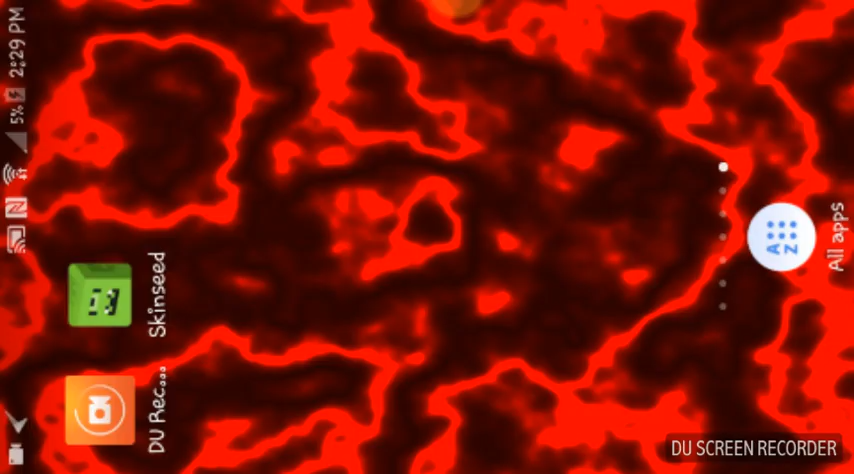 5% 2:29 PM
Skinseed
DU Rec...
All apps
A
Z
DU SCREEN RECORDER